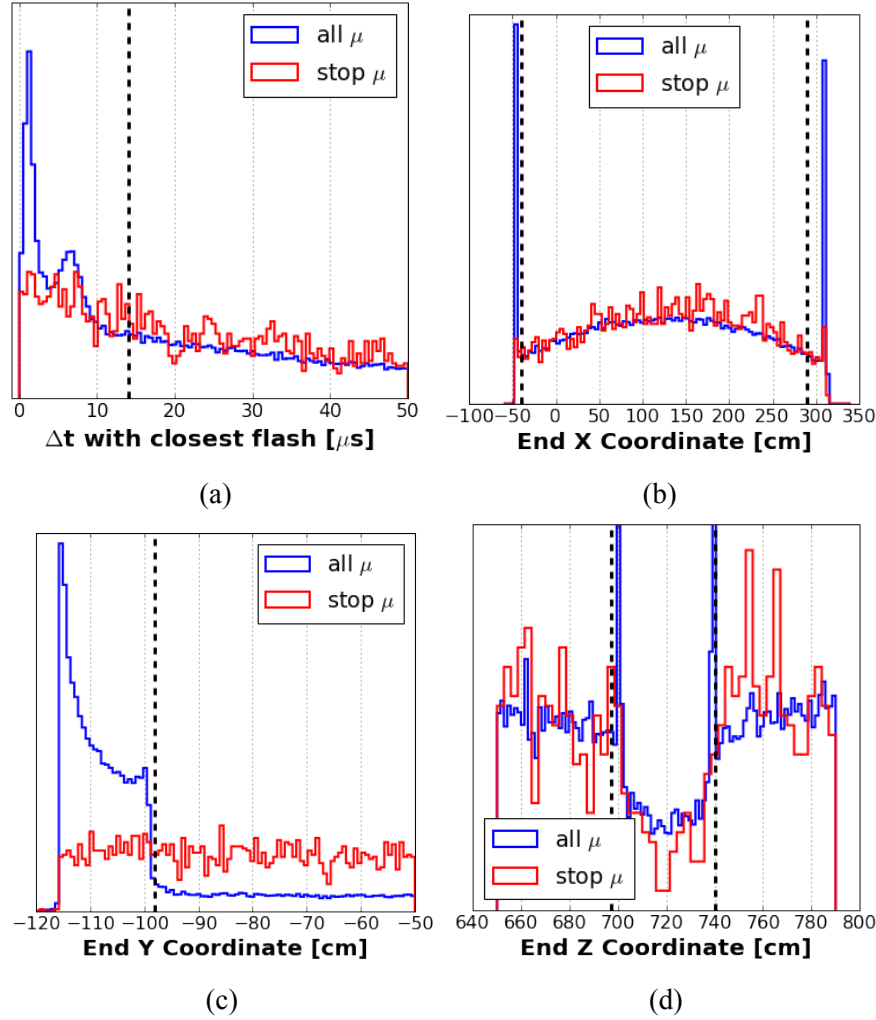 all μ
stop μ
0 10 20 30 40 50
Δt with closest flash [μs]
(a)
all μ
stop μ
−100 −50 0 50 100 150 200 250 300 350
End X Coordinate [cm]
(b)
all μ
stop μ
−120 −110 −100 −90 −80 −70 −60 −50
End Y Coordinate [cm]
(c)
all μ
stop μ
640 660 680 700 720 740 760 780 800
End Z Coordinate [cm]
(d)